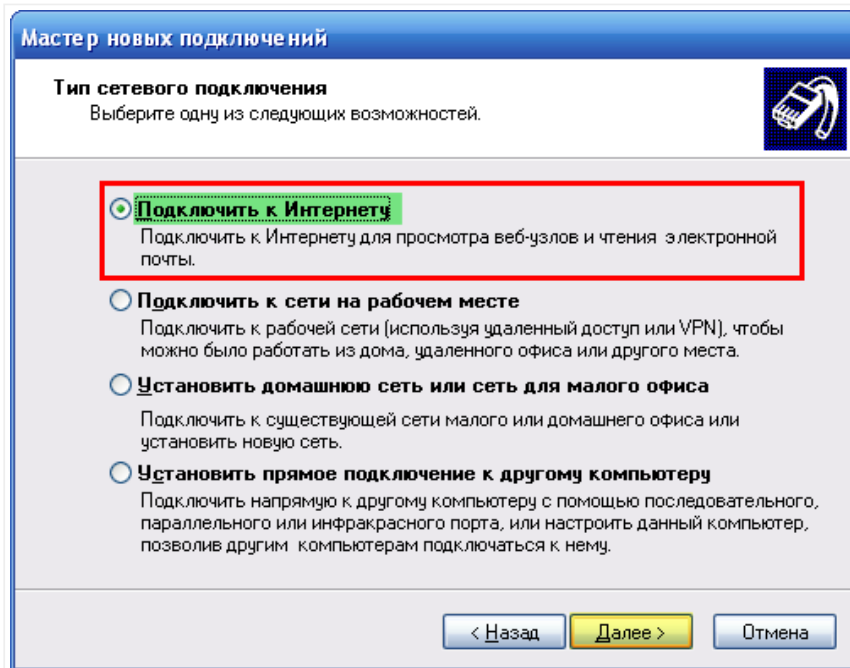 Мастер новых подключений
Тип сетевого подключения
Выберите одну из следующих возможностей.
Подключить к Интернету
Подключить к Интернету для просмотра веб-узлов и чтения электронной
почты.
Подключить к сети на рабочем месте
Подключить к рабочей сети (используя удаленный доступ или VPN), чтобы
можно было работать из дома, удаленного офиса или другого места.
Установить домашнюю сеть или сеть для малого офиса
Подключить к существующей сети малого или домашнего офиса или
установить новую сеть.
Установить прямое подключение к другому компьютеру
Подключить напрямую к другому компьютеру с помощью последовательного,
параллельного или инфракрасного порта, или настроить данный компьютер,
позволив другим компьютерам подключаться к нему.
< Назад Далее > Отмена